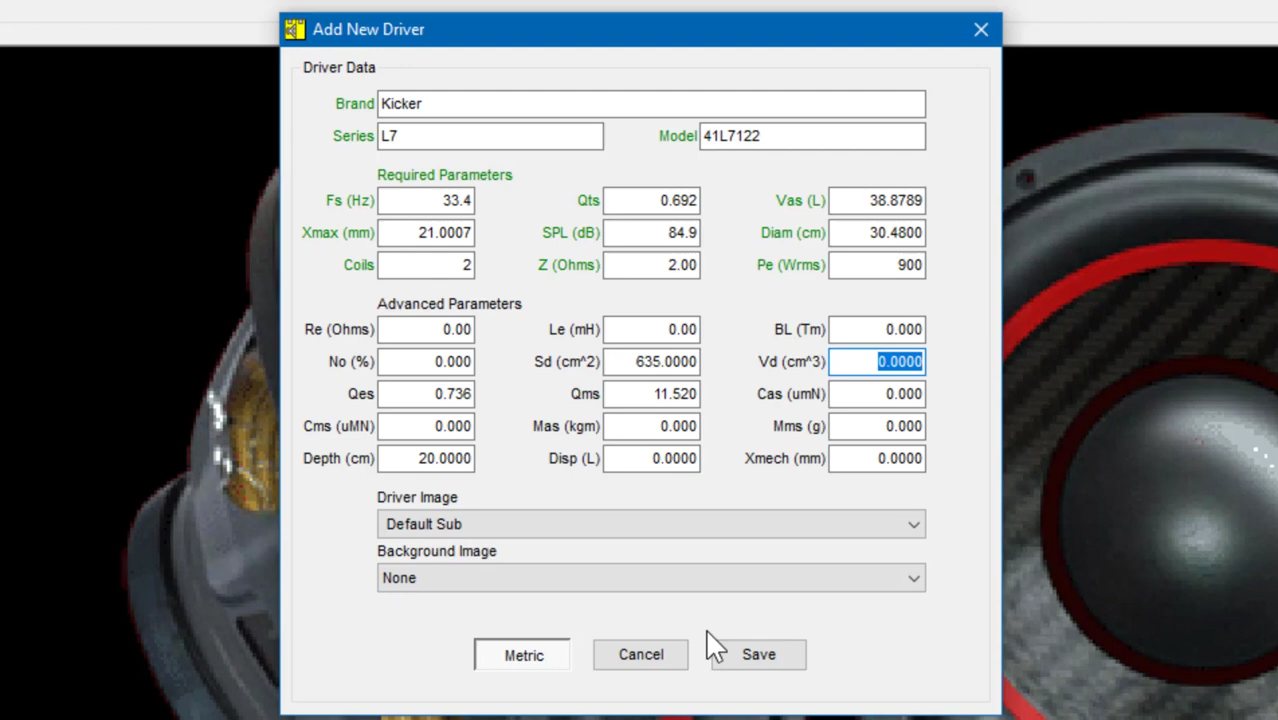 Add New Driver
Driver Data
Brand Kicker
Series L7 Model 41L7122
Required Parameters
Fs (Hz) 33.4 Qts 0.692 Vas (L) 38.8789
Xmax (mm) 21.0007 SPL (dB) 84.9 Diam (cm) 30.4800
Coils 2 Z (Ohms) 2.00 Pe (Wrms) 900
Advanced Parameters
Re (Ohms) 0.00 Le (mH) 0.00 BL (Tm) 0.000
No (%) 0.000 Sd (cm^2) 635.0000 Vd (cm^3) 0.0000
Qes 0.736 Qms 11.520 Cas (umN) 0.000
Cms (uMN) 0.000 Mas (kgm) 0.000 Mms (g) 0.000
Depth (cm) 20.0000 Disp (L) 0.0000 Xmech (mm) 0.0000
Driver Image
Default Sub
Background Image
None
Metric Cancel Save